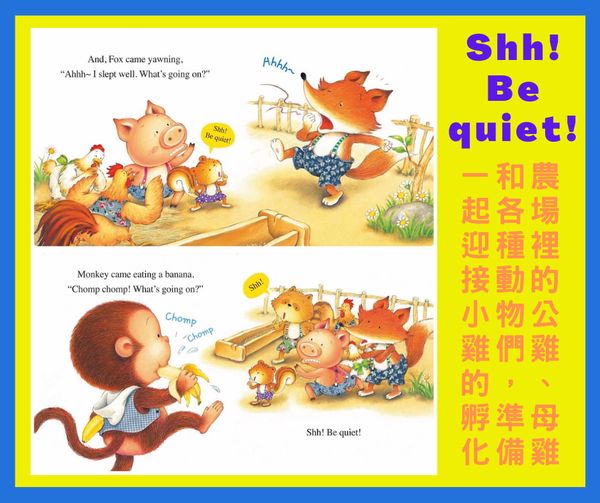 And, Fox came yawning,
“Ahhh~ I slept well. What's going on?”
Ahhh~
Shh!
Be quiet!
Monkey came eating a banana.
“Chomp chomp! What's going on?”
Chomp
Chomp
Shh!
Shh! Be quiet!
Shh!
Be
quiet!
農場裡的公雞、母雞
和各種動物們，準備
一起迎接小雞的孵化